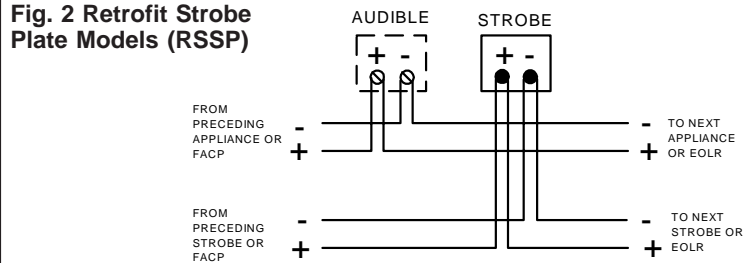 Fig. 2 Retrofit Strobe
Plate Models (RSSP)
AUDIBLE
STROBE
+ -
+ -
FROM
PRECEDING
APPLIANCE OR
FACP
-
+
-
+
TO NEXT
APPLIANCE
OR EOLR
FROM
PRECEDING
STROBE OR
FACP
-
+
-
+
TO NEXT
STROBE OR
EOLR